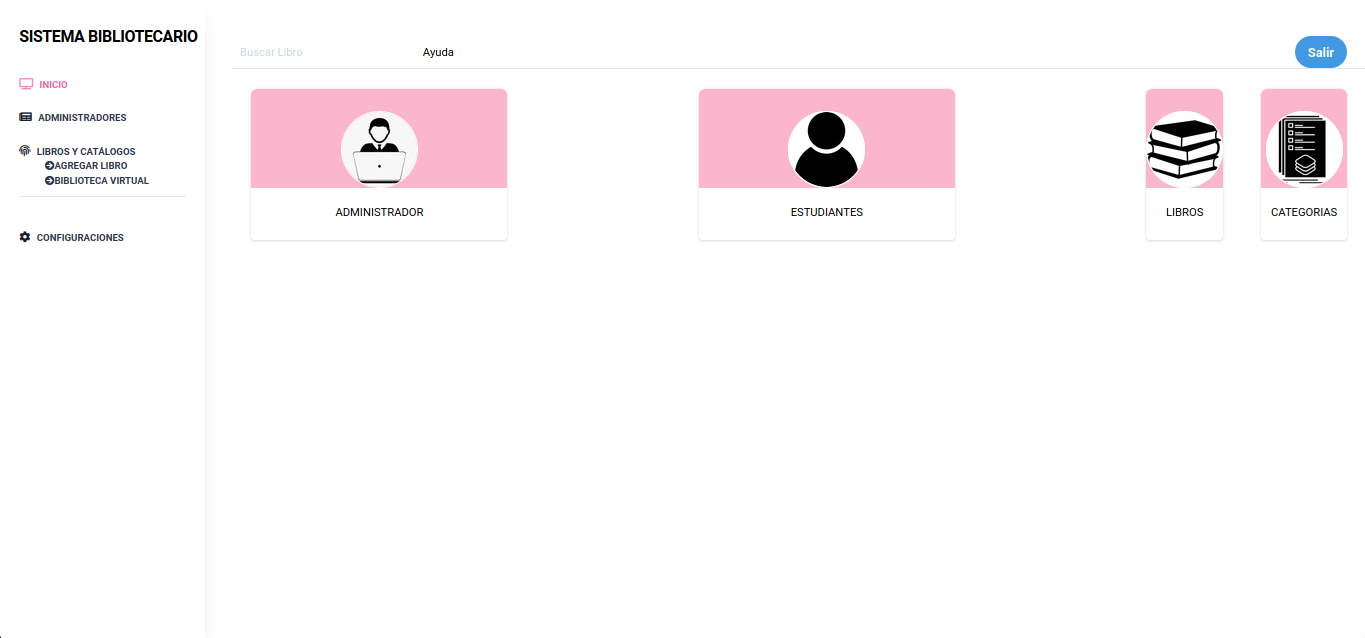 SISTEMA BIBLIOTECARIO
INICIO
ADMINISTRADORES
LIBROS Y CATÁLOGOS
AGREGAR LIBRO
BIBLIOTECA VIRTUAL
CONFIGURACIONES
Buscar Libro
Ayuda
Salir
ADMINISTRADOR
ESTUDIANTES
LIBROS
CATEGORIAS